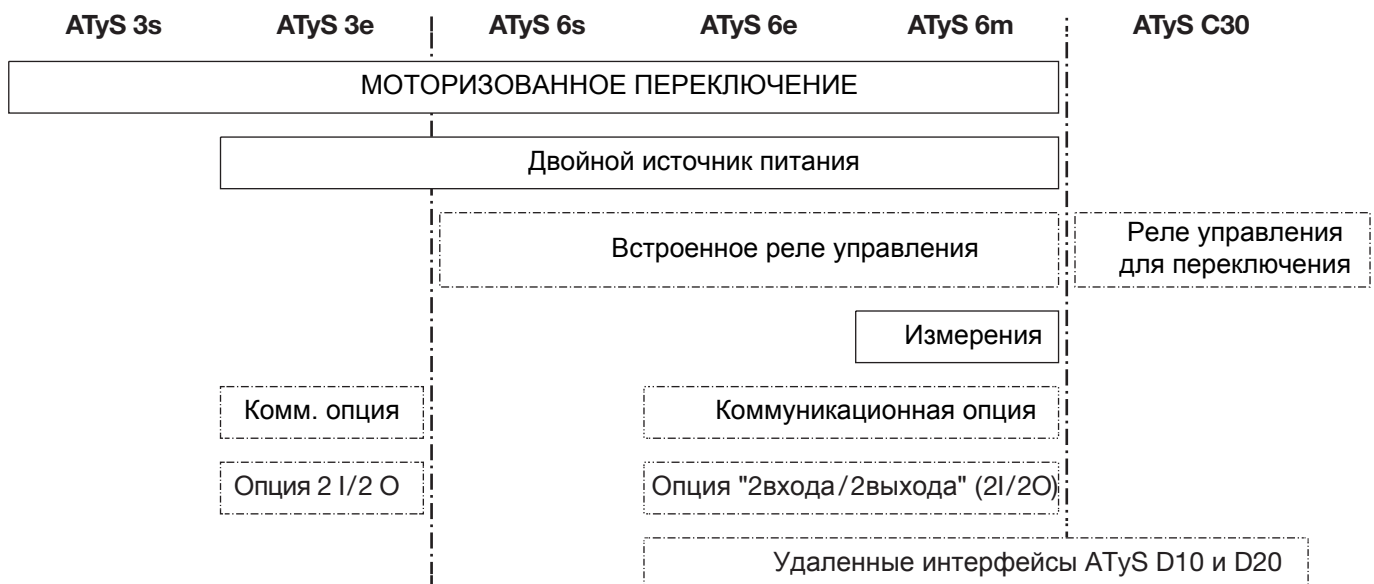 ATyS 3s ATyS 3e ATyS 6s ATyS 6e ATyS 6m ATyS C30
МОТОРИЗОВАННОЕ ПЕРЕКЛЮЧЕНИЕ
Двойной источник питания
Встроенное реле управления
Реле управления
для переключения
Измерения
Комм. опция
Коммуникационная опция
Опция 2 I/2 O
Опция "2входа/2выхода" (2I/2O)
Удаленные интерфейсы ATyS D10 и D20